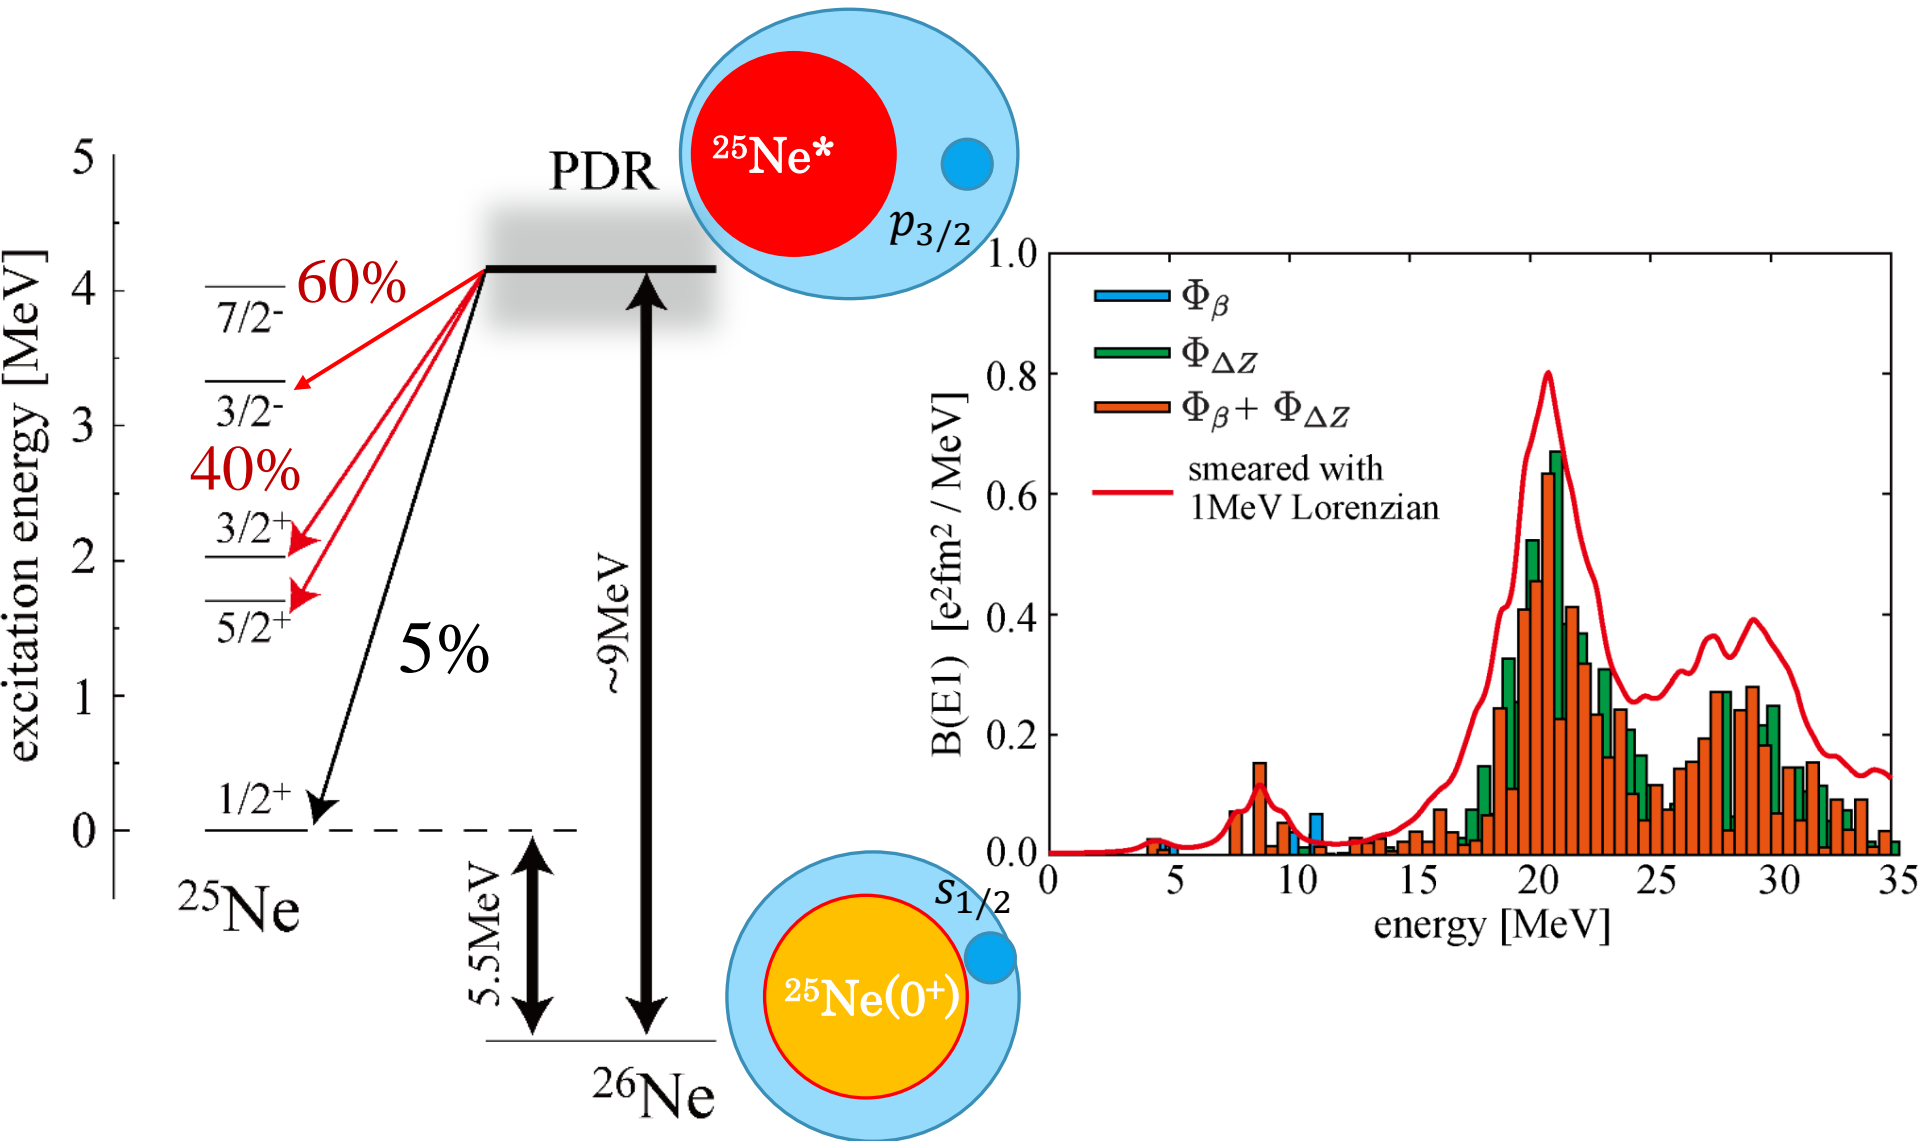 ²⁵Ne*
p₃/₂
PDR
excitation energy [MeV]
5
4
3
2
1
0
7/2⁻
60%
3/2⁻
40%
3/2⁺
5/2⁺
5%
1/2⁺
²⁵Ne
~9MeV
5.5MeV
²⁶Ne
s₁/₂
²⁵Ne(0⁺)
B(E1) [e²fm² / MeV]
1.0
0.8
0.6
0.4
0.2
0.0
Φβ
ΦΔZ
Φβ + ΦΔZ
smeared with
1MeV Lorenzian
0 5 10 15 20 25 30 35
energy [MeV]